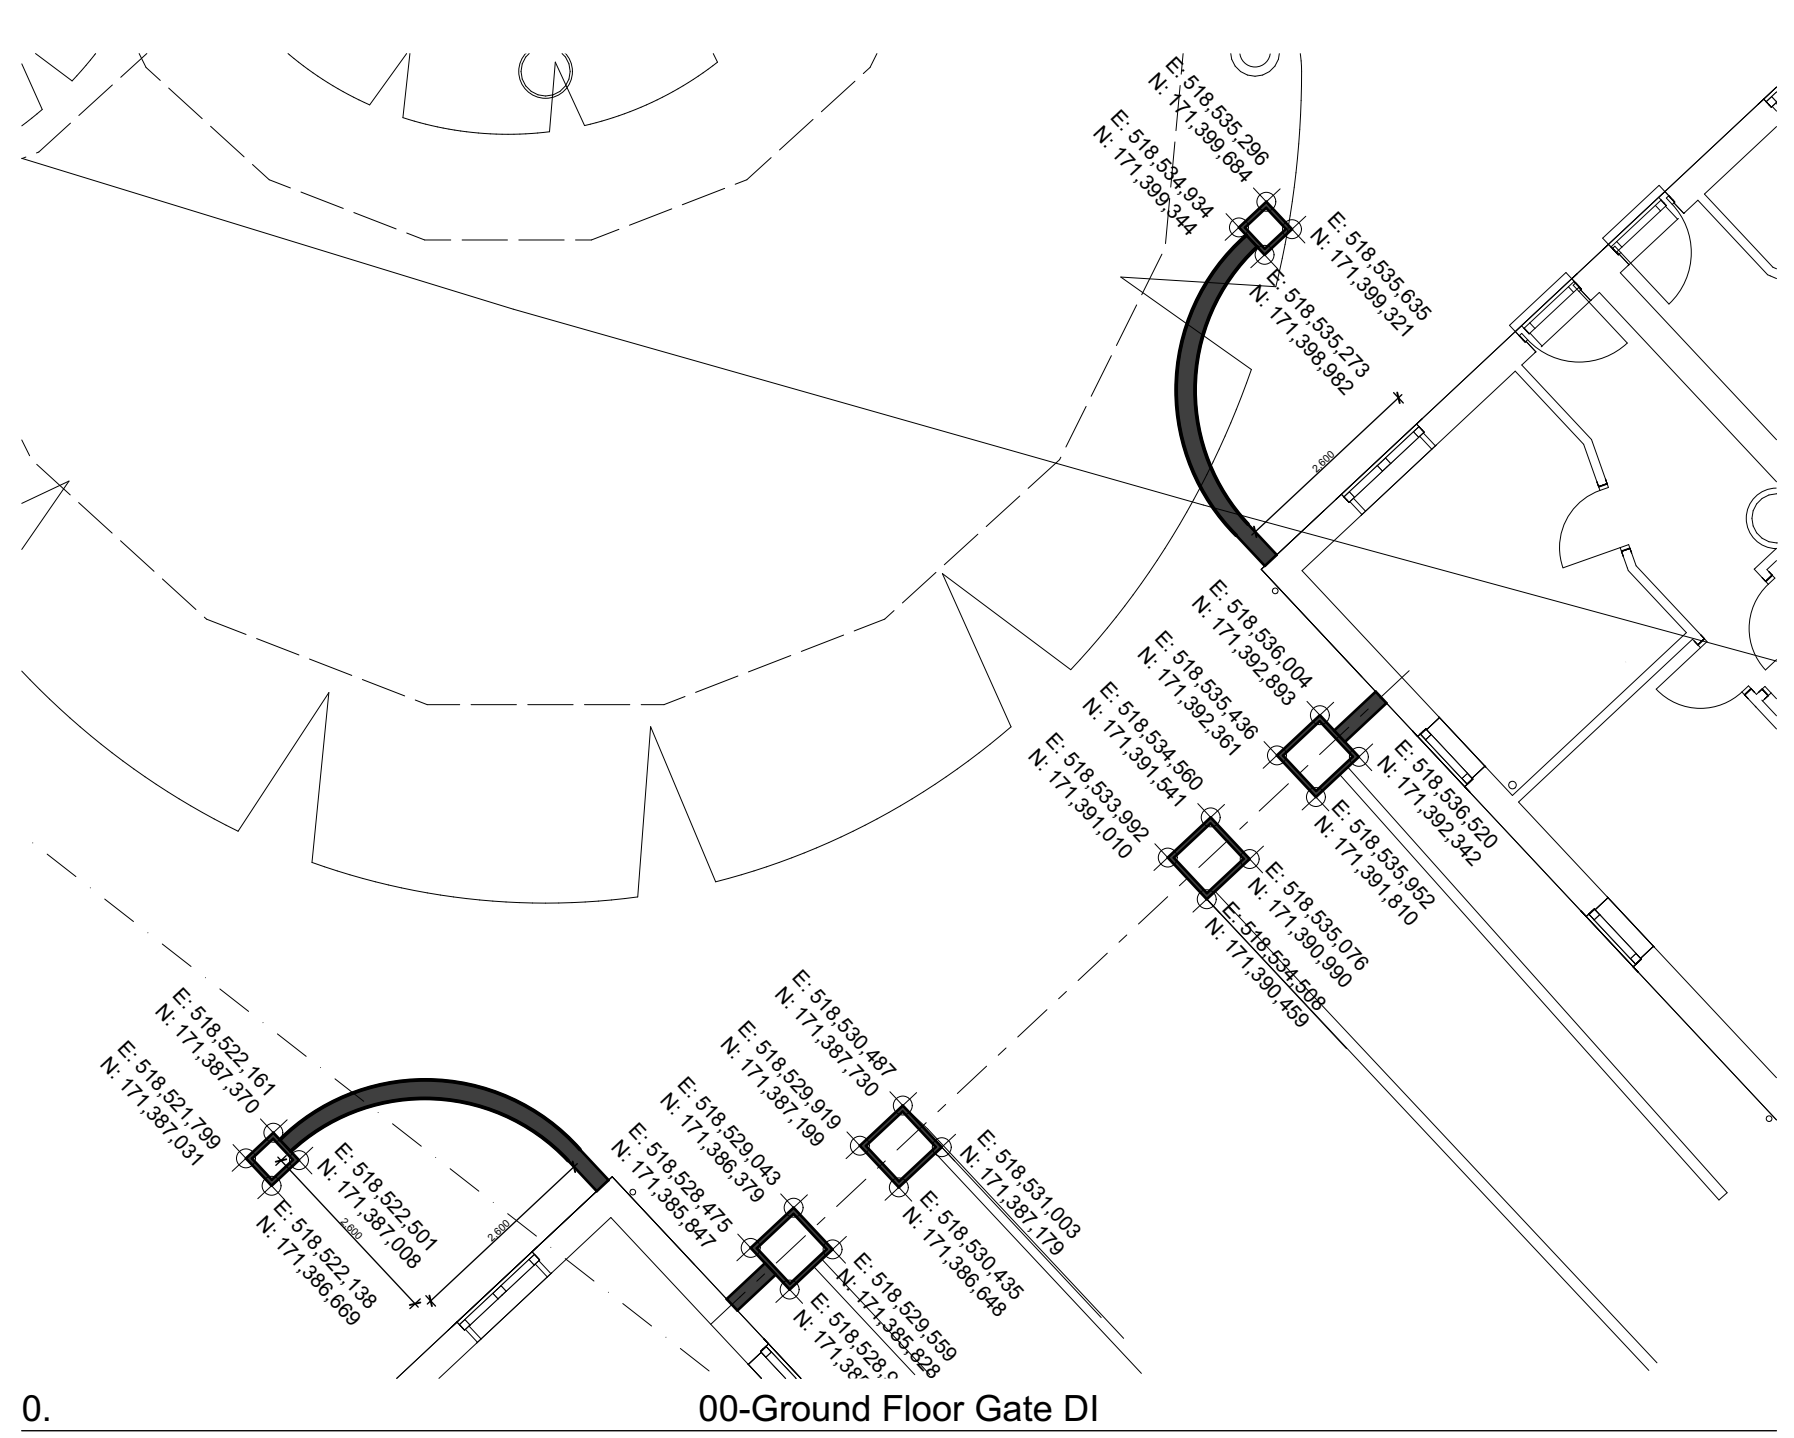 E: 518,535,296
N: 171,399,684
E: 518,534,934
N: 171,399,344
E: 518,535,635
N: 171,399,321
E: 518,535,273
N: 171,398,982
2,600
E: 518,536,004
N: 171,392,893
E: 518,535,436
N: 171,392,361
E: 518,534,560
N: 171,391,541
E: 518,533,992
N: 171,391,010
E: 518,536,520
N: 171,392,342
E: 518,535,952
N: 171,391,810
E: 518,535,076
N: 171,390,990
E: 518,534,508
N: 171,390,459
E: 518,530,487
N: 171,387,730
E: 518,529,919
N: 171,387,199
E: 518,529,043
N: 171,386,379
E: 518,528,475
N: 171,385,847
E: 518,531,003
N: 171,387,179
E: 518,530,435
N: 171,386,648
E: 518,529,559
N: 171,385,828
E: 518,522,161
N: 171,387,370
E: 518,521,799
N: 171,387,031
E: 518,522,501
N: 171,387,008
E: 518,522,138
N: 171,386,669
2,600
2,600
0.
00-Ground Floor Gate DI